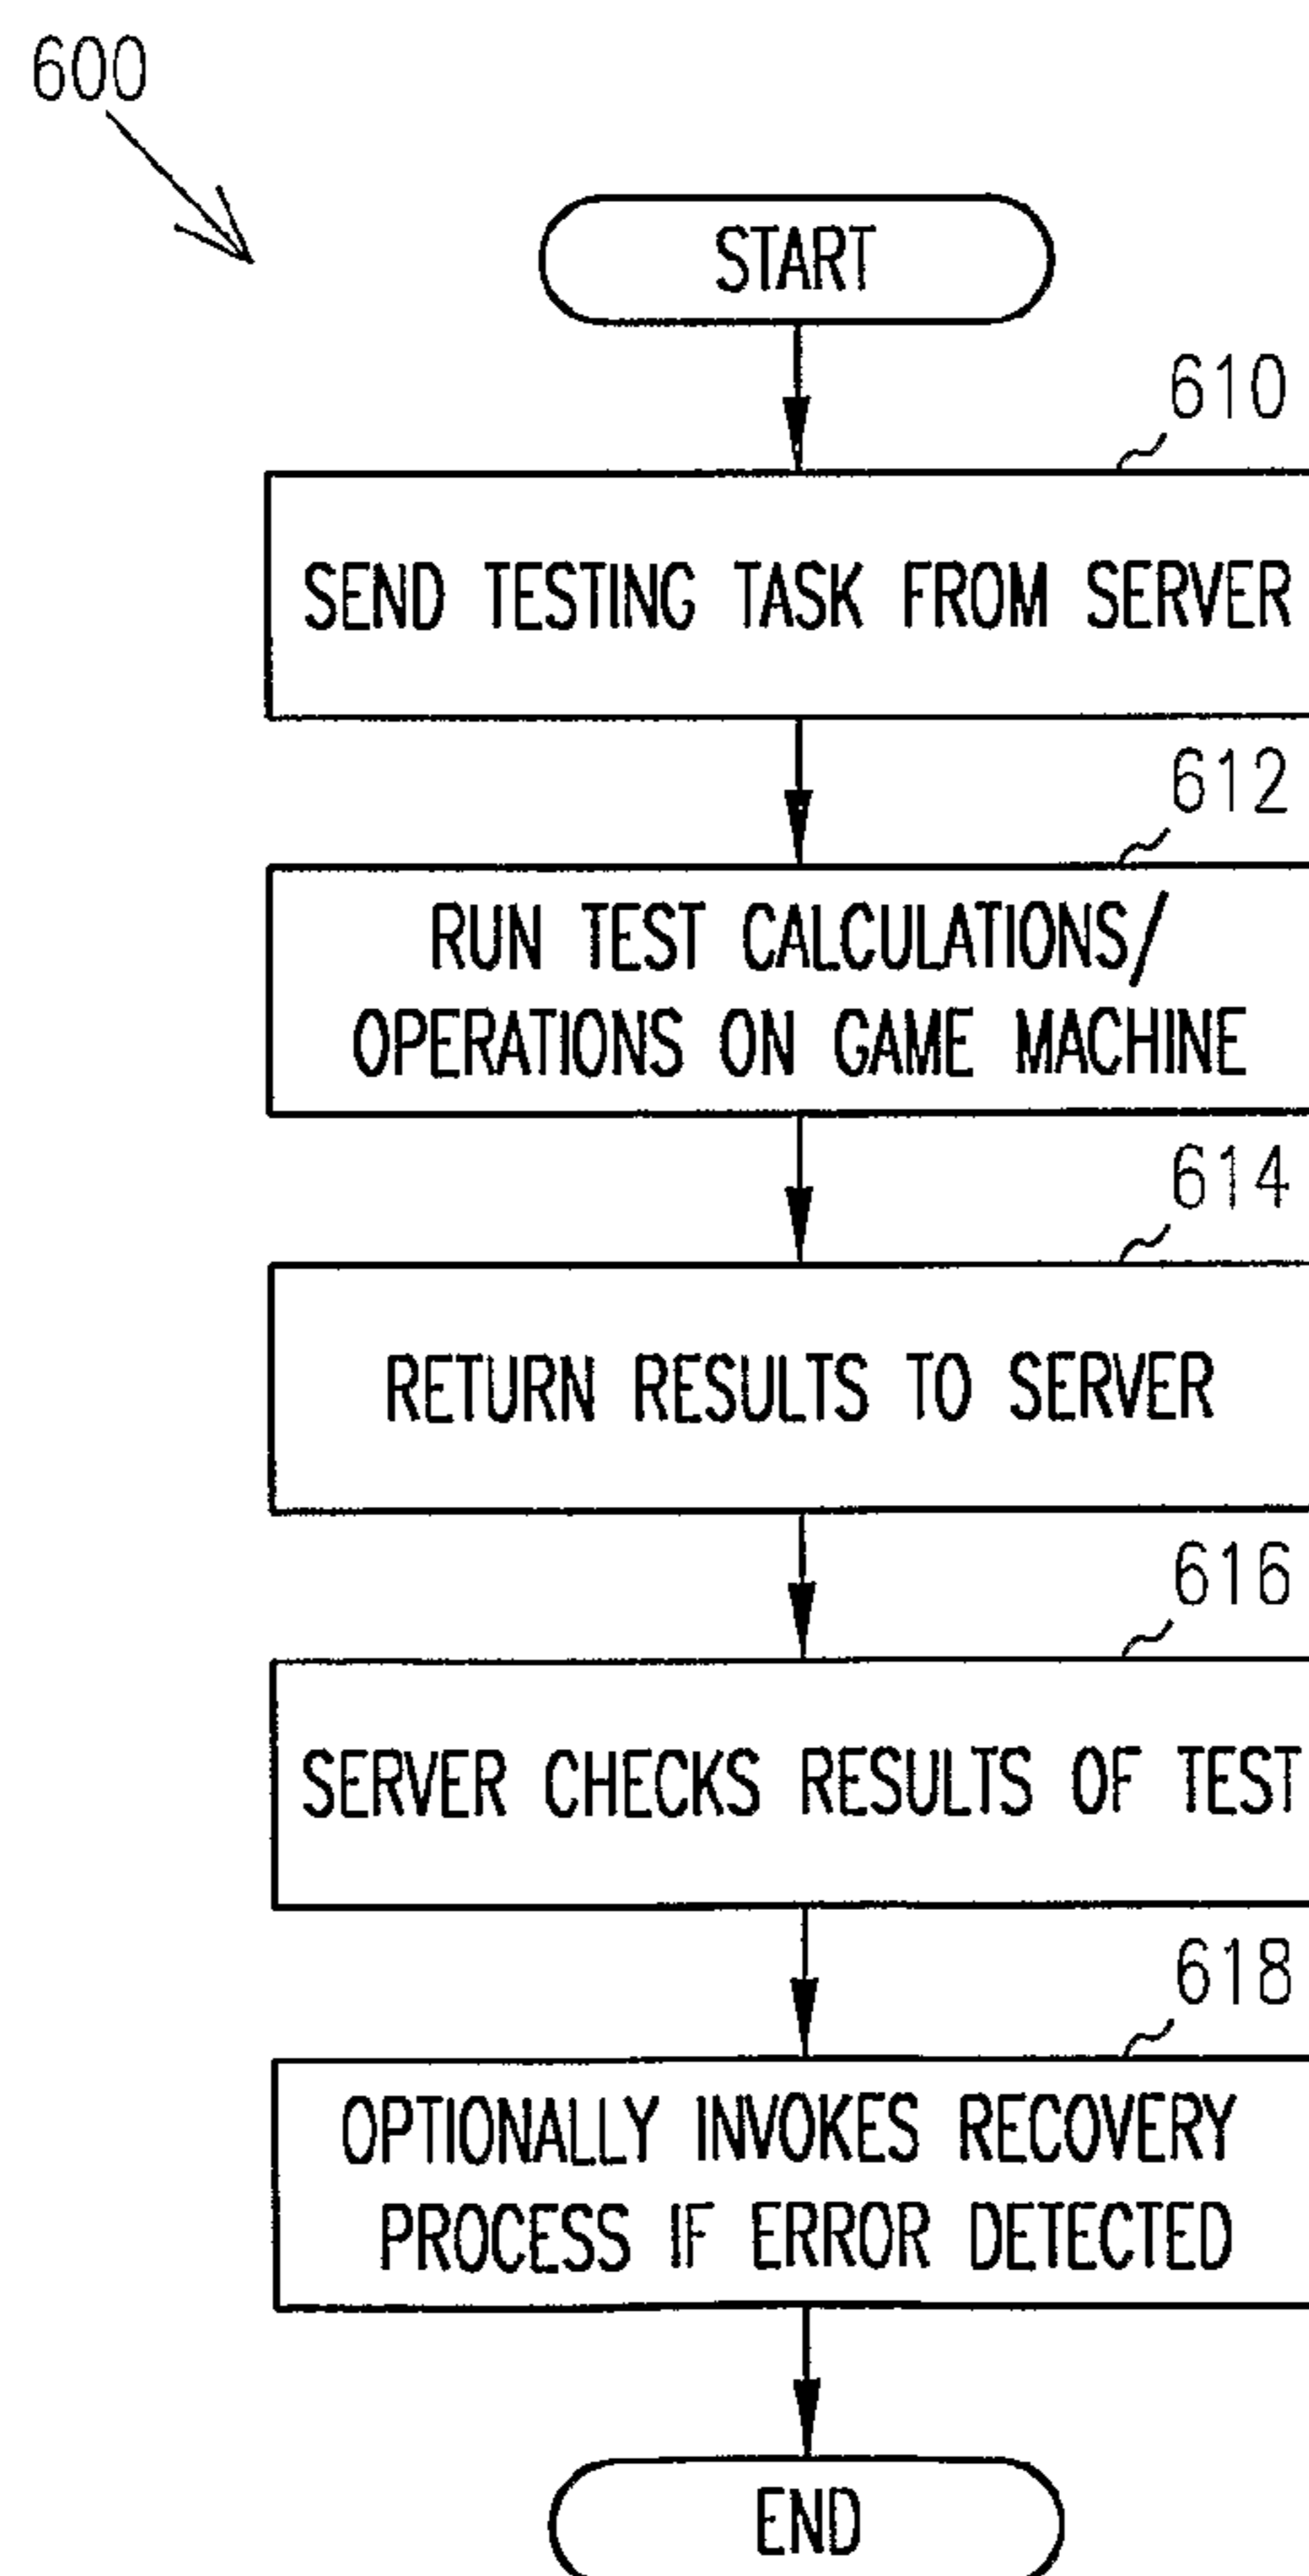 600
START
610
SEND TESTING TASK FROM SERVER
612
RUN TEST CALCULATIONS/
OPERATIONS ON GAME MACHINE
614
RETURN RESULTS TO SERVER
616
SERVER CHECKS RESULTS OF TEST
618
OPTIONALLY INVOKES RECOVERY
PROCESS IF ERROR DETECTED
END